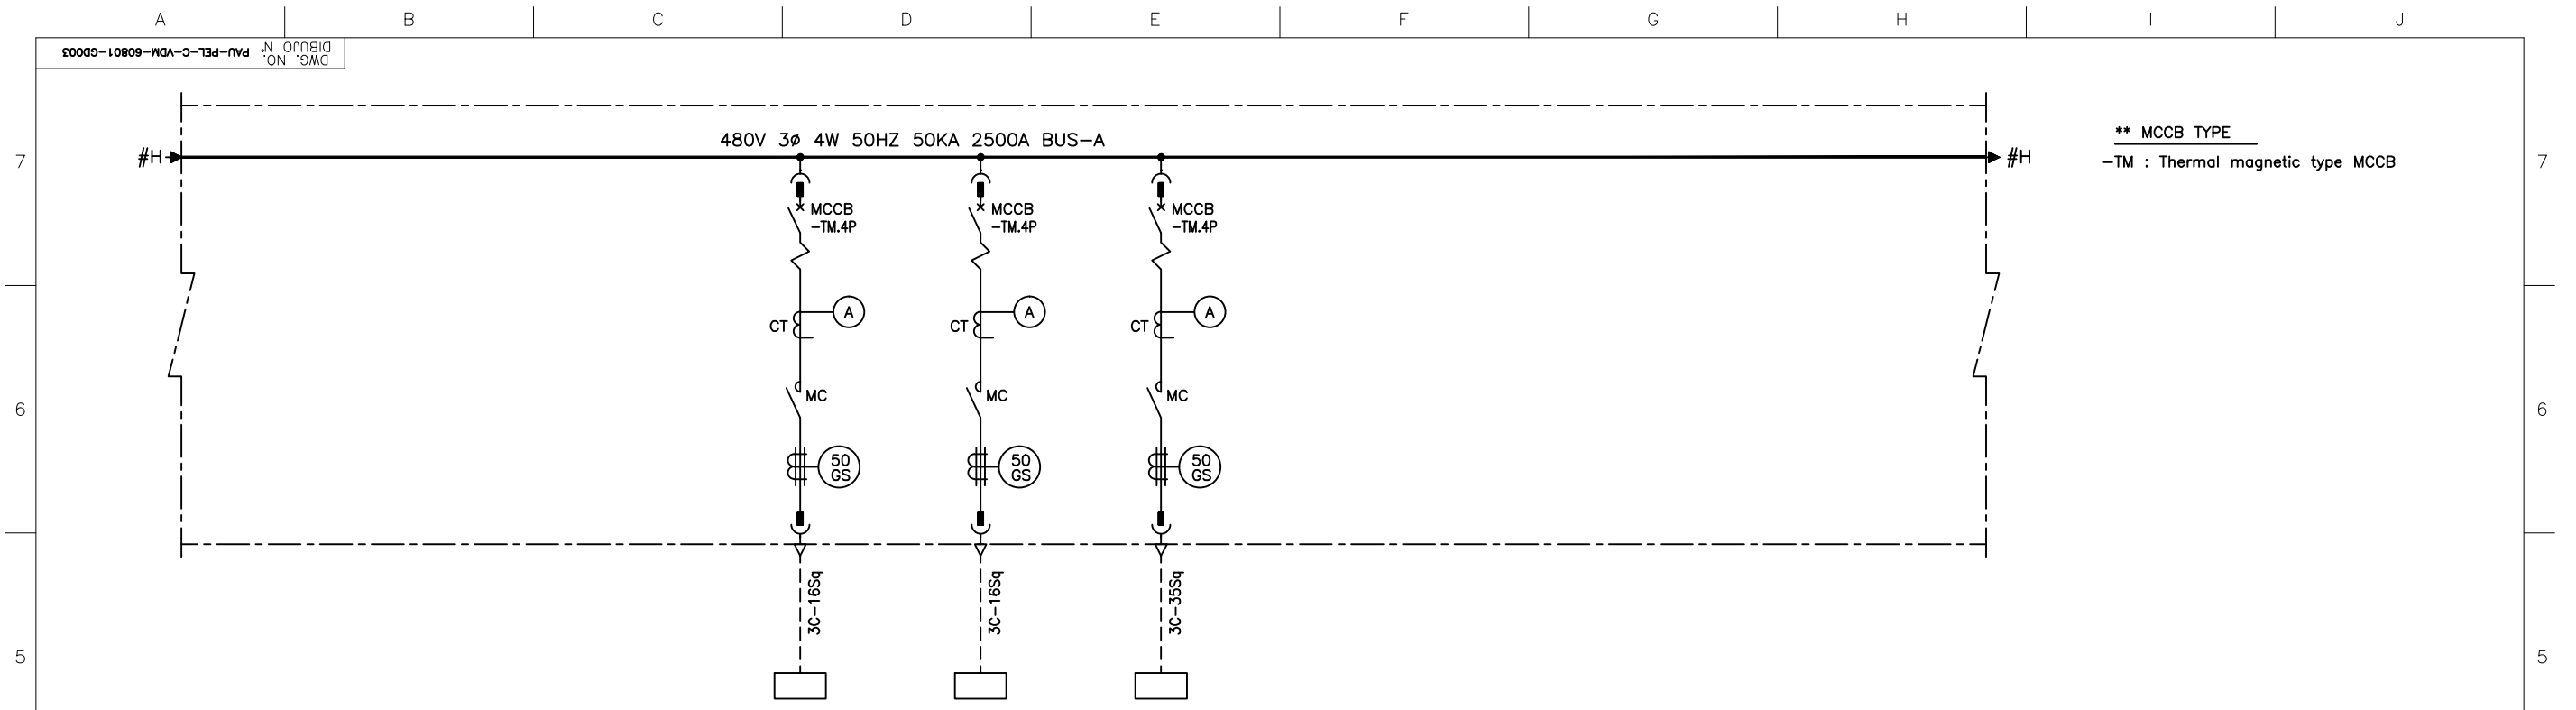 A B C D E F G H I J
DWG. NO.
DIBUJO N° PAU-PEL-C-VDM-60801-GD003
480V 3ø 4W 50HZ 50KA 2500A BUS-A
** MCCB TYPE
7 #H #H -TM : Thermal magnetic type MCCB 7
MCCB MCCB MCCB
-TM.4P -TM.4P -TM.4P
A A A
CT CT CT
MC MC MC
6 6
50 50 50
GS GS GS
3C-16Sq 3C-16Sq 3C-35Sq
5 5